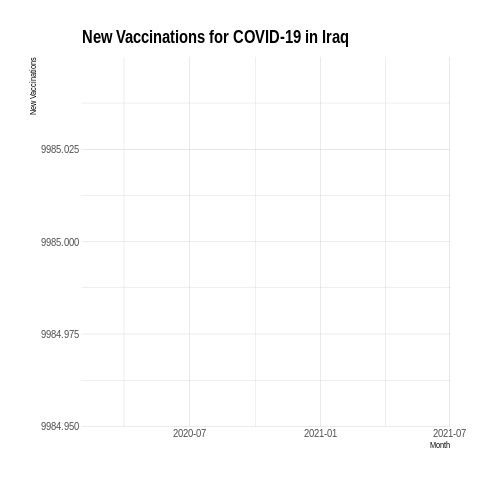 New Vaccinations for COVID-19 in Iraq
New Vaccinations
9985.025
9985.000
9984.975
9984.950
2020-07 2021-01 2021-07
Month